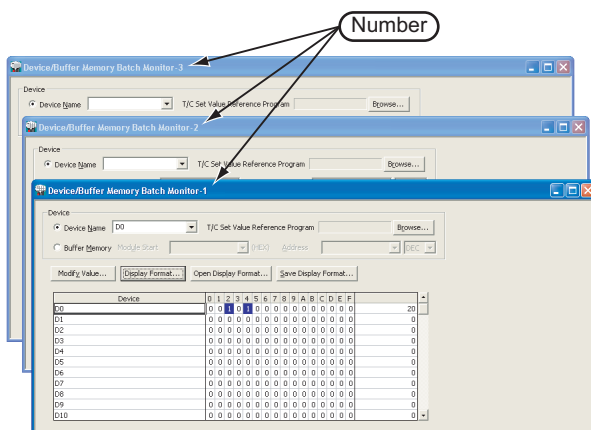 Number
Device/Buffer Memory Batch Monitor-3
Device
Device Name T/C Set Value Reference Program Browse...
Device/Buffer Memory Batch Monitor-2
Device
Device Name T/C Set Value Reference Program Browse...
Device/Buffer Memory Batch Monitor-1
Device
Device Name D0 T/C Set Value Reference Program Browse...
Buffer Memory Module Start (HEX) Address DEC
Modify Value... Display Format... Open Display Format... Save Display Format...
Device 0 1 2 3 4 5 6 7 8 9 A B C D E F
D0 0 0 1 0 1 0 0 0 0 0 0 0 0 0 0 0 20
D1 0 0 0 0 0 0 0 0 0 0 0 0 0 0 0 0 0
D2 0 0 0 0 0 0 0 0 0 0 0 0 0 0 0 0 0
D3 0 0 0 0 0 0 0 0 0 0 0 0 0 0 0 0 0
D4 0 0 0 0 0 0 0 0 0 0 0 0 0 0 0 0 0
D5 0 0 0 0 0 0 0 0 0 0 0 0 0 0 0 0 0
D6 0 0 0 0 0 0 0 0 0 0 0 0 0 0 0 0 0
D7 0 0 0 0 0 0 0 0 0 0 0 0 0 0 0 0 0
D8 0 0 0 0 0 0 0 0 0 0 0 0 0 0 0 0 0
D9 0 0 0 0 0 0 0 0 0 0 0 0 0 0 0 0 0
D10 0 0 0 0 0 0 0 0 0 0 0 0 0 0 0 0 0